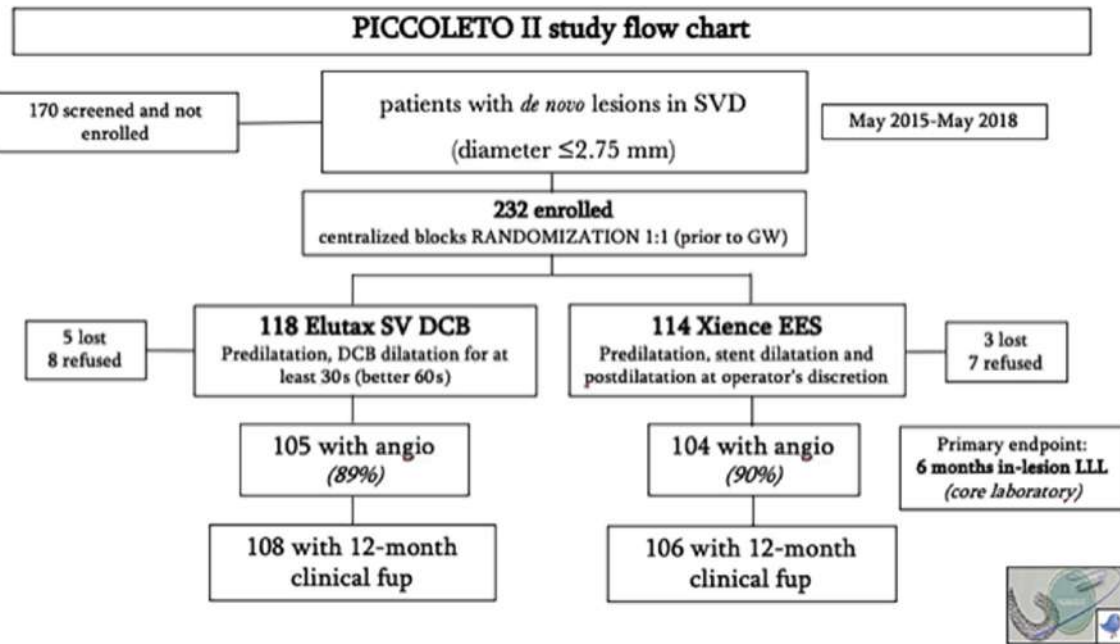 PICCOLETO II study flow chart
170 screened and not
enrolled
patients with de novo lesions in SVD
(diameter ≤2.75 mm)
May 2015-May 2018
232 enrolled
centralized blocks RANDOMIZATION 1:1 (prior to GW)
5 lost
8 refused
118 Elutax SV DCB
Predilatation, DCB dilatation for at
least 30s (better 60s)
114 Xience EES
Predilatation, stent dilatation and
postdilatation at operator's discretion
3 lost
7 refused
105 with angio
(89%)
104 with angio
(90%)
Primary endpoint:
6 months in-lesion LLL
(core laboratory)
108 with 12-month
clinical fup
106 with 12-month
clinical fup